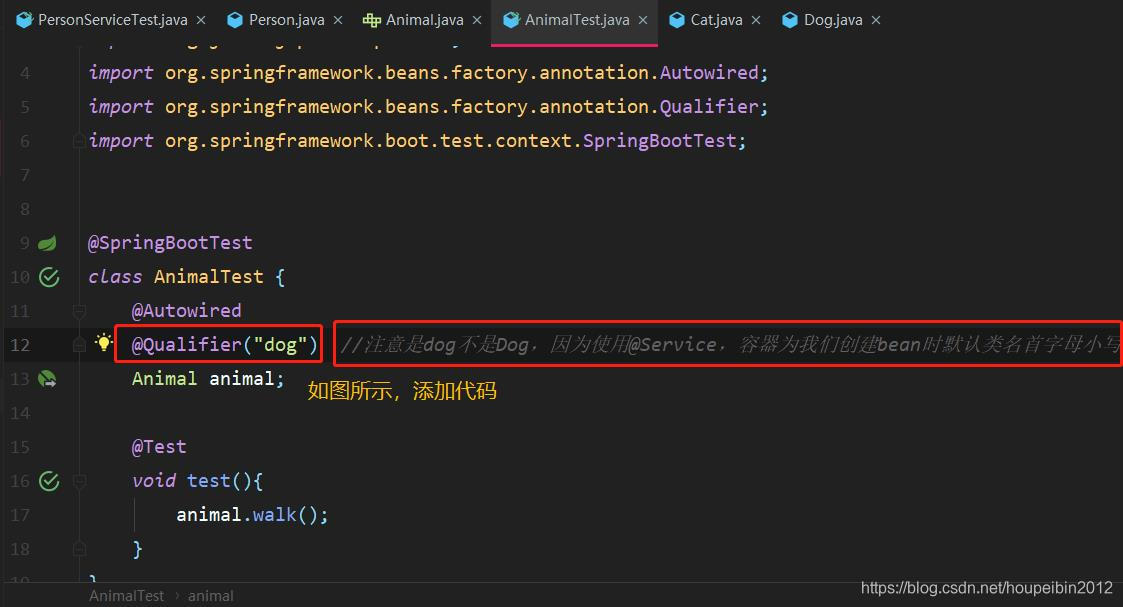 PersonServiceTest.java × Person.java × Animal.java × AnimalTest.java × Cat.java × Dog.java ×
4 import org.springframework.beans.factory.annotation.Autowired;
5 import org.springframework.beans.factory.annotation.Qualifier;
6 import org.springframework.boot.test.context.SpringBootTest;
7
8
9 @SpringBootTest
10 class AnimalTest {
11 @Autowired
12 @Qualifier("dog") //注意是dog不是Dog，因为使用@Service，容器为我们创建bean时默认类名首字母小写
13 Animal animal; 如图所示，添加代码
14
15 @Test
16 void test(){
17 animal.walk();
18 }
}
https://blog.csdn.net/houpeibin2012
AnimalTest › animal